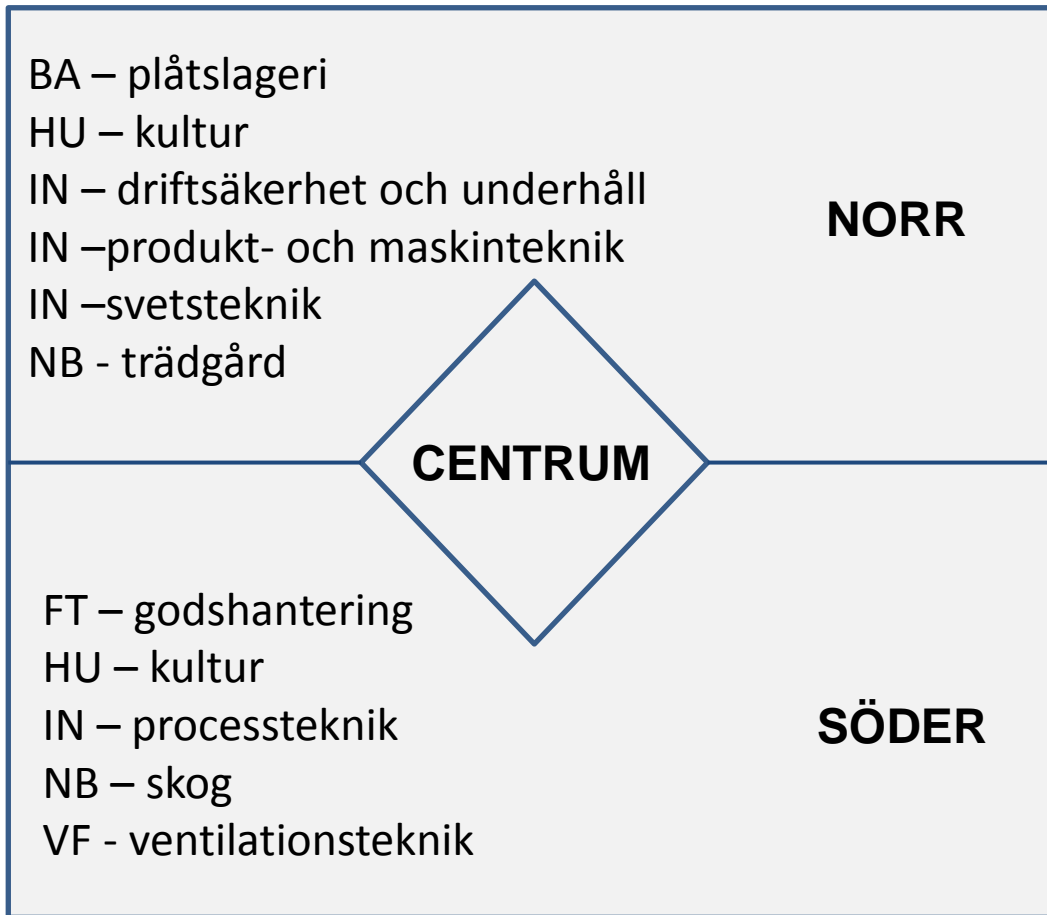 BA – plåtslageri
HU – kultur
IN – driftsäkerhet och underhåll
IN –produkt- och maskinteknik
IN –svetsteknik
NB - trädgård
NORR
CENTRUM
FT – godshantering
HU – kultur
IN – processteknik
NB – skog
VF - ventilationsteknik
SÖDER